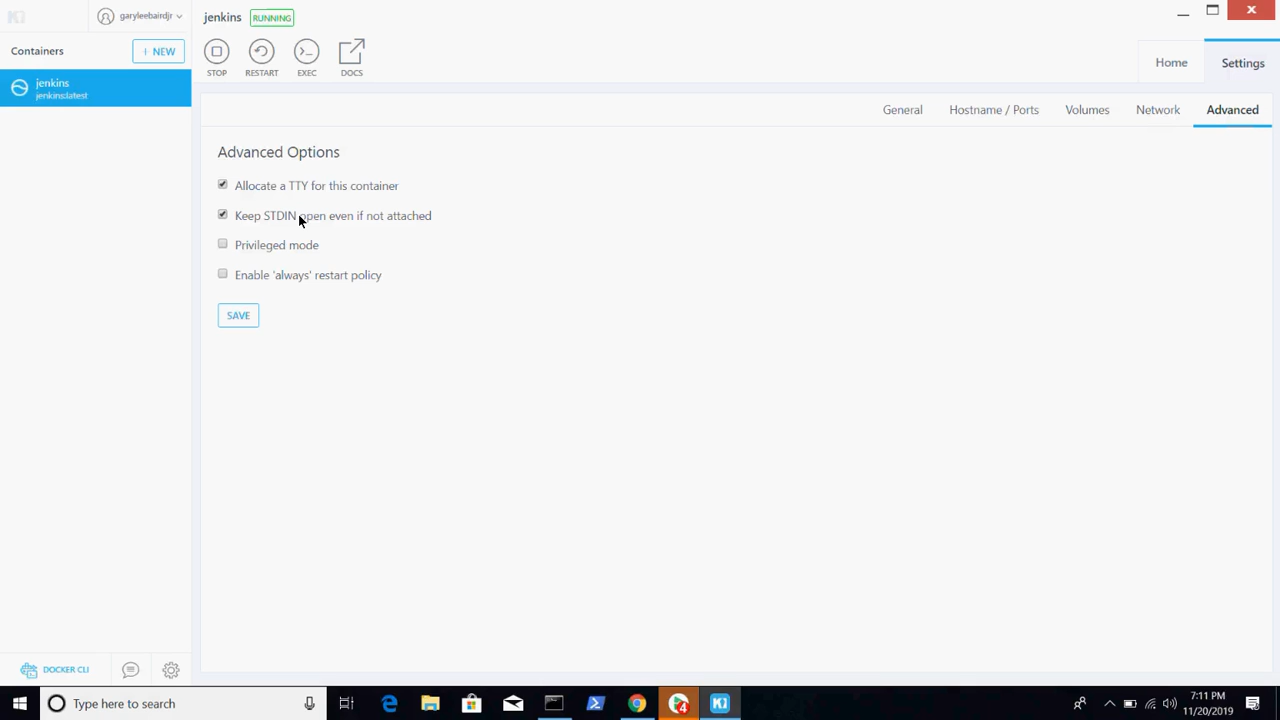 garyleebairdjr
jenkins RUNNING
Containers
+ NEW
STOP RESTART EXEC DOCS
Home Settings
jenkins
jenkins:latest
General Hostname / Ports Volumes Network Advanced
Advanced Options
Allocate a TTY for this container
Keep STDIN open even if not attached
Privileged mode
Enable 'always' restart policy
SAVE
DOCKER CLI
Type here to search
4
7:11 PM
11/20/2019